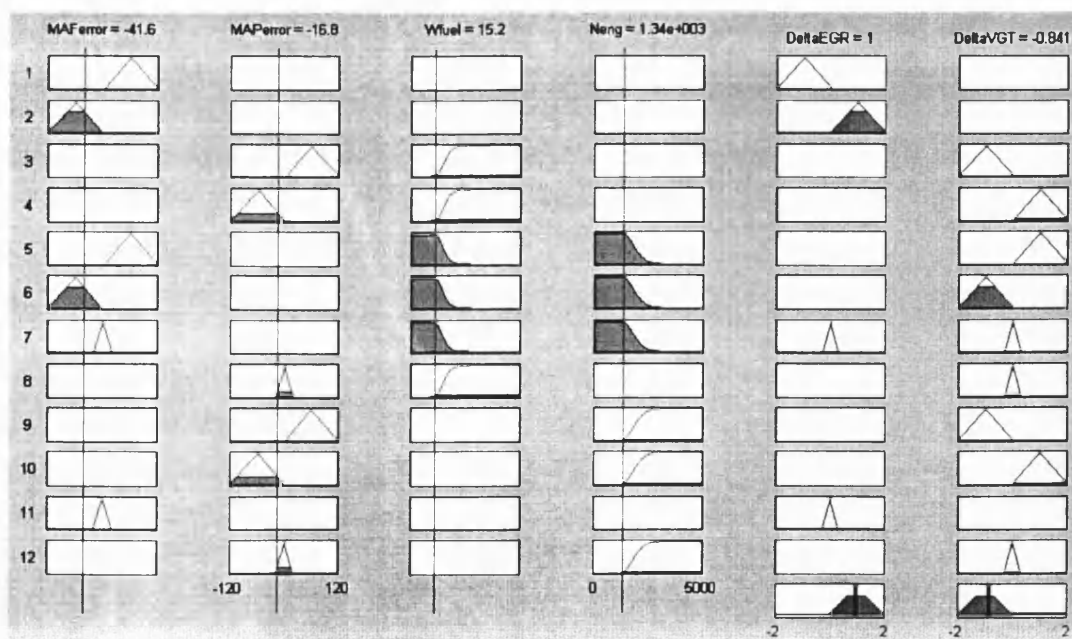 MAFerror = -41.6
MAPerror = -16.8
Wfuel = 15.2
Neng = 1.34e+003
DeltaEGR = 1
DeltaVGT = -0.841
1
2
3
4
5
6
7
8
9
10
11
12
-120 120
0 5000
-2 2
-2 2